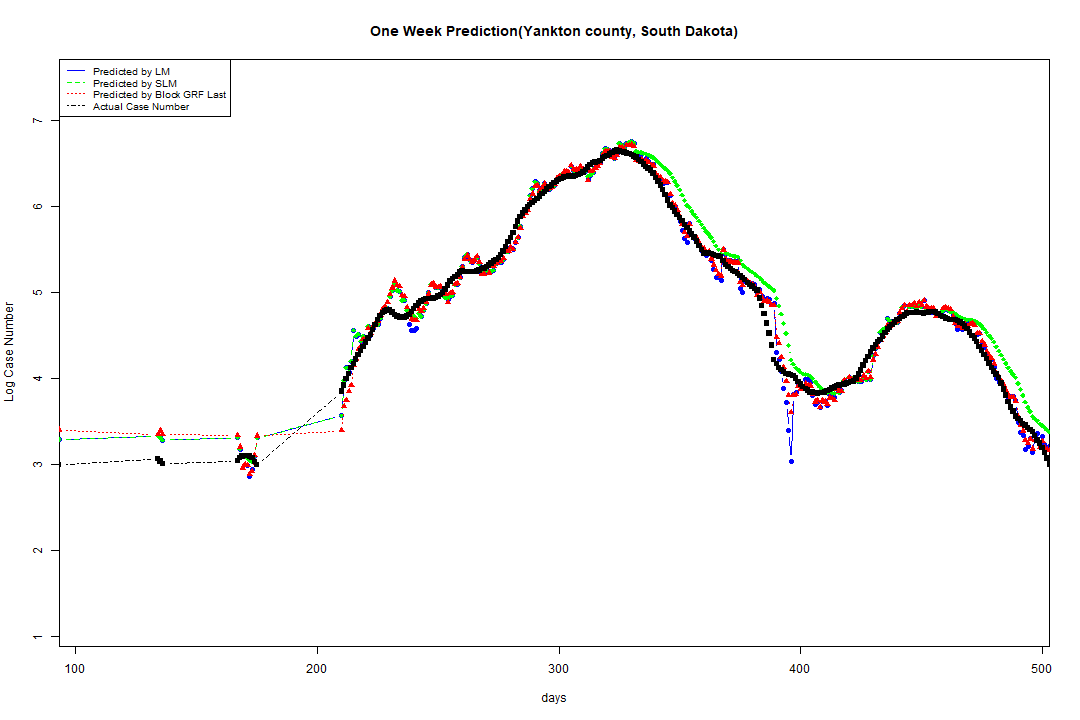 One Week Prediction(Yankton county, South Dakota)
Predicted by LM
Predicted by SLM
Predicted by Block GRF Last
Actual Case Number
Log Case Number
7
6
5
4
3
2
1
100 200 300 400 500
days